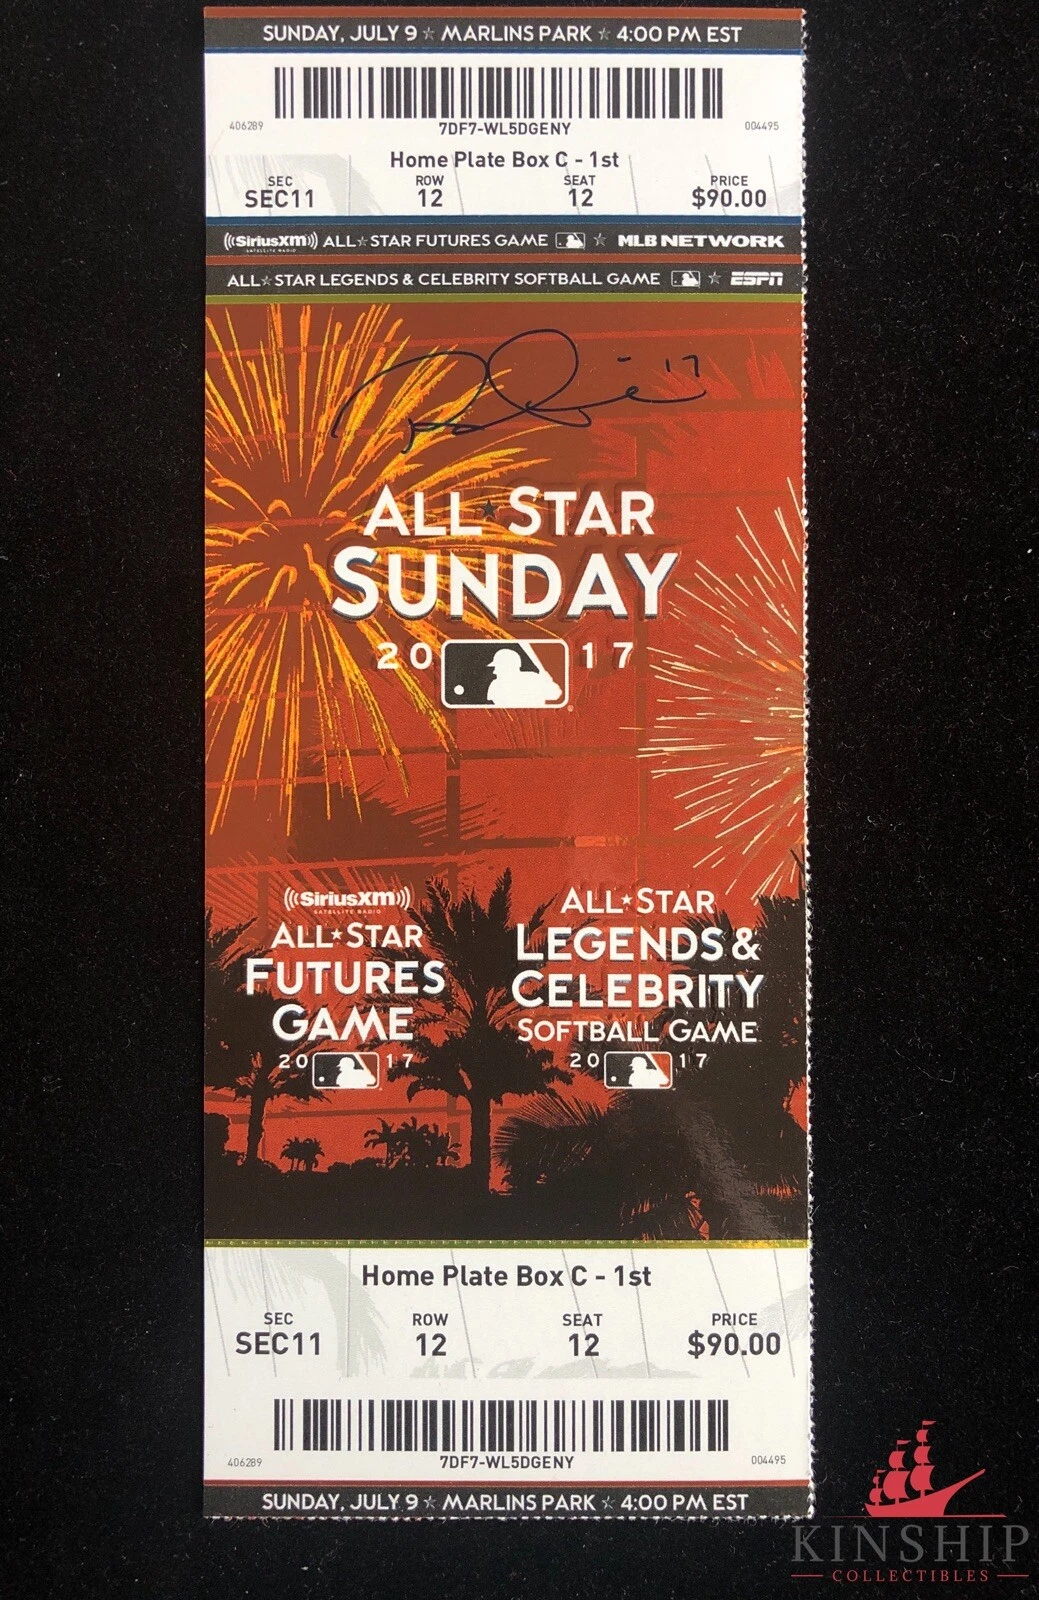 SUNDAY, JULY 9 ☆ MARLINS PARK ☆ 4:00 PM EST
406289 7DF7-WL5DGENY 004495
Home Plate Box C - 1st
SEC ROW SEAT PRICE
SEC11 12 12 $90.00
((SiriusXM)) ALL★STAR FUTURES GAME ☆ MLB NETWORK
SATELLITE RADIO
ALL★STAR LEGENDS & CELEBRITY SOFTBALL GAME ☆ ESPN
17
ALL★STAR
SUNDAY
20 17
((SiriusXM))
SATELLITE RADIO
ALL★STAR
FUTURES
GAME
20 17
ALL★STAR
LEGENDS &
CELEBRITY
SOFTBALL GAME
20 17
Home Plate Box C - 1st
SEC ROW SEAT PRICE
SEC11 12 12 $90.00
406289 7DF7-WL5DGENY 004495
SUNDAY, JULY 9 ☆ MARLINS PARK ☆ 4:00 PM EST
KINSHIP
COLLECTIBLES